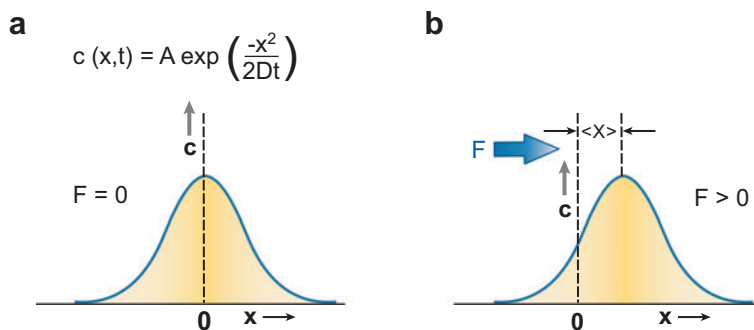 a
c (x,t) = A exp (-x²/2Dt)
c
F = 0
0 x
b
<X>
F
c
F > 0
0 x